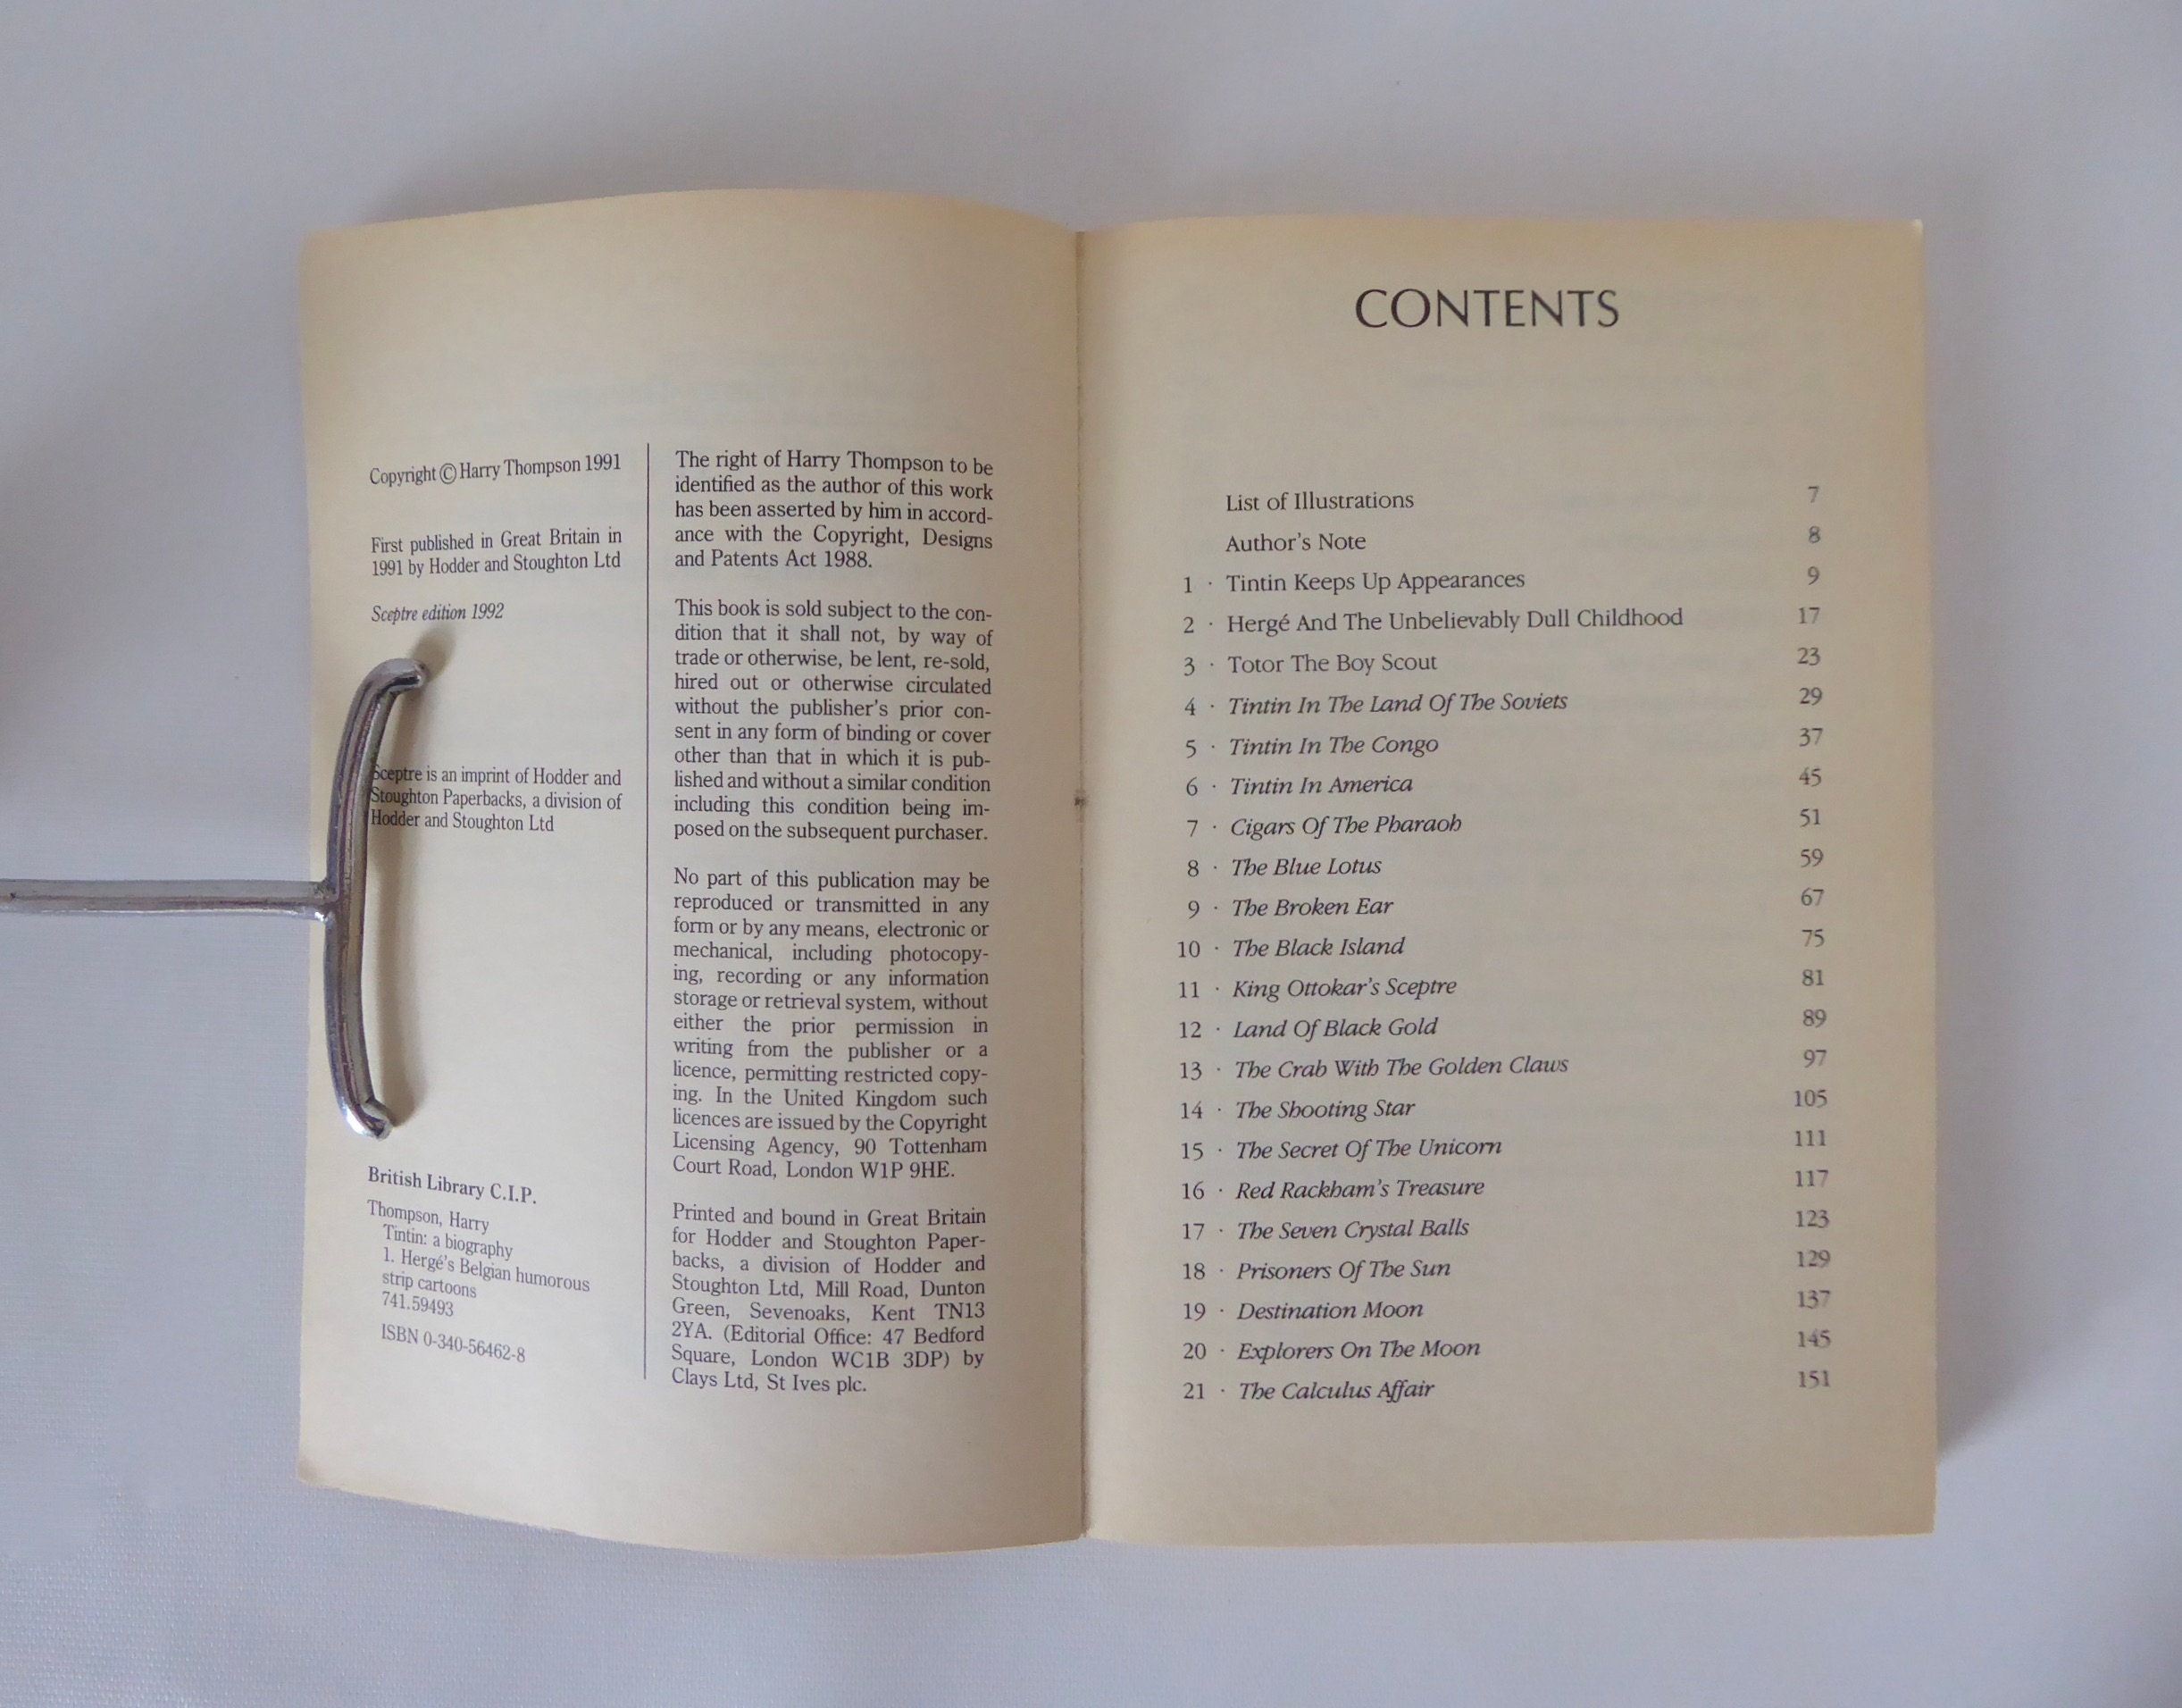 Copyright © Harry Thompson 1991
First published in Great Britain in
1991 by Hodder and Stoughton Ltd
Sceptre edition 1992
Sceptre is an imprint of Hodder and
Stoughton Paperbacks, a division of
Hodder and Stoughton Ltd
British Library C.I.P.
Thompson, Harry
Tintin: a biography
1. Hergé's Belgian humorous
strip cartoons
741.59493
ISBN 0-340-56462-8
The right of Harry Thompson to be
identified as the author of this work
has been asserted by him in accord-
ance with the Copyright, Designs
and Patents Act 1988.
This book is sold subject to the con-
dition that it shall not, by way of
trade or otherwise, be lent, re-sold,
hired out or otherwise circulated
without the publisher's prior con-
sent in any form of binding or cover
other than that in which it is pub-
lished and without a similar condition
including this condition being im-
posed on the subsequent purchaser.
No part of this publication may be
reproduced or transmitted in any
form or by any means, electronic or
mechanical, including photocopy-
ing, recording or any information
storage or retrieval system, without
either the prior permission in
writing from the publisher or a
licence, permitting restricted copy-
ing. In the United Kingdom such
licences are issued by the Copyright
Licensing Agency, 90 Tottenham
Court Road, London W1P 9HE.
Printed and bound in Great Britain
for Hodder and Stoughton Paper-
backs, a division of Hodder and
Stoughton Ltd, Mill Road, Dunton
Green, Sevenoaks, Kent TN13
2YA. (Editorial Office: 47 Bedford
Square, London WC1B 3DP) by
Clays Ltd, St Ives plc.
CONTENTS
List of Illustrations 7
Author's Note 8
1 · Tintin Keeps Up Appearances 9
2 · Hergé And The Unbelievably Dull Childhood 17
3 · Totor The Boy Scout 23
4 · Tintin In The Land Of The Soviets 29
5 · Tintin In The Congo 37
6 · Tintin In America 45
7 · Cigars Of The Pharaoh 51
8 · The Blue Lotus 59
9 · The Broken Ear 67
10 · The Black Island 75
11 · King Ottokar's Sceptre 81
12 · Land Of Black Gold 89
13 · The Crab With The Golden Claws 97
14 · The Shooting Star 105
15 · The Secret Of The Unicorn 111
16 · Red Rackham's Treasure 117
17 · The Seven Crystal Balls 123
18 · Prisoners Of The Sun 129
19 · Destination Moon 137
20 · Explorers On The Moon 145
21 · The Calculus Affair 151